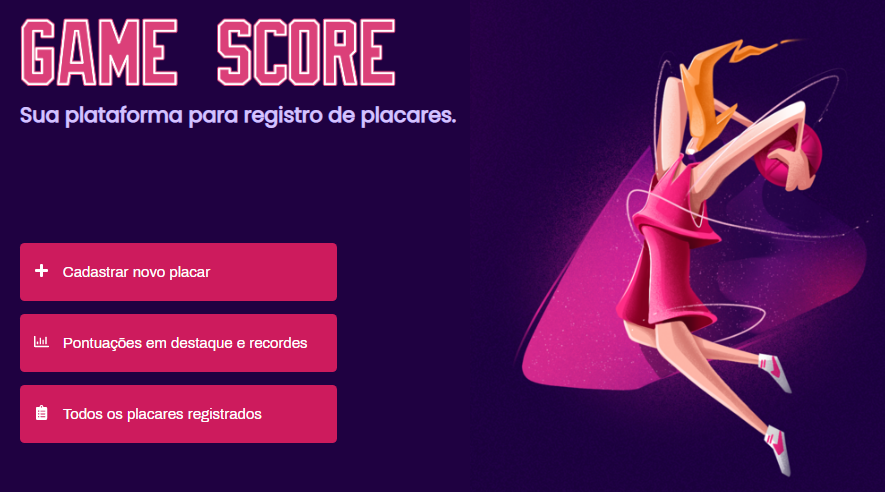 GAME SCORE
Sua plataforma para registro de placares.
Cadastrar novo placar
Pontuações em destaque e recordes
Todos os placares registrados